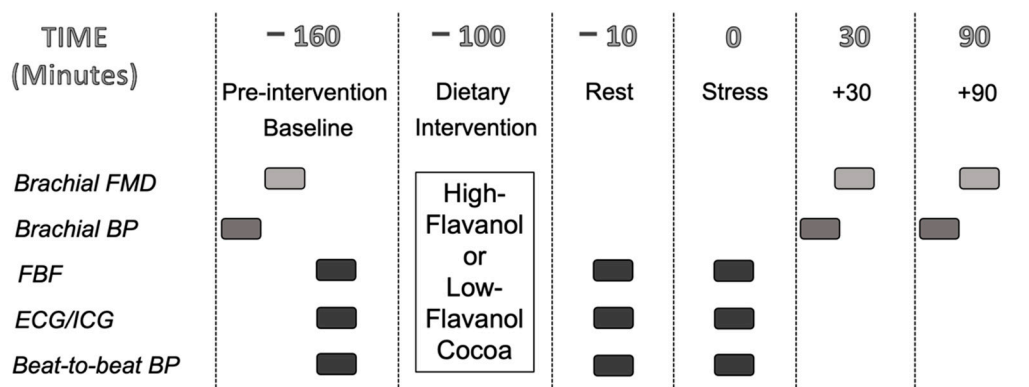 TIME
(Minutes)
− 160
− 100
− 10
0
30
90
Pre-intervention
Baseline
Dietary
Intervention
Rest
Stress
+30
+90
Brachial FMD
Brachial BP
FBF
ECG/ICG
Beat-to-beat BP
High-
Flavanol
or
Low-
Flavanol
Cocoa